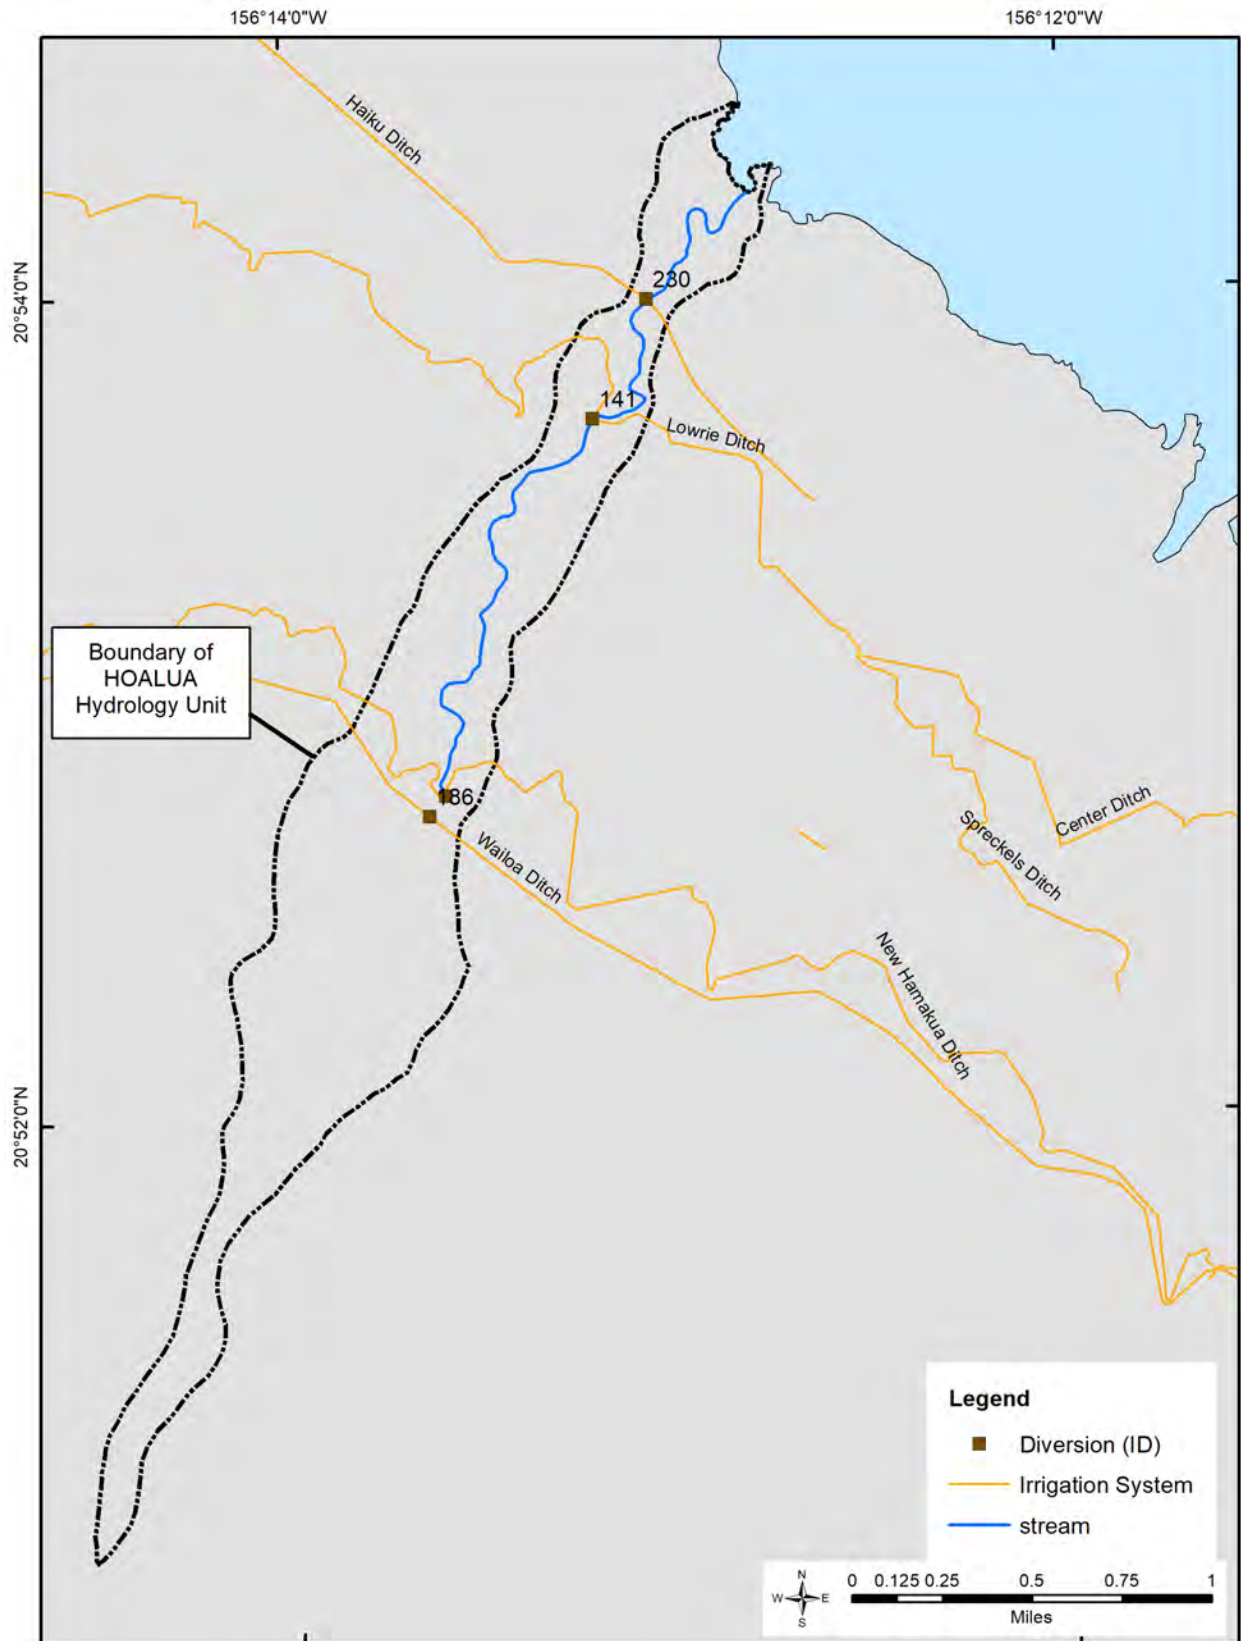 156°14'0"W
156°12'0"W
Haiku Ditch
20°54'0"N
230
141
Lowrie Ditch
Boundary of
HOALUA
Hydrology Unit
186
Wailoa Ditch
Center Ditch
Spreckels Ditch
New Hamakua Ditch
20°52'0"N
Legend
Diversion (ID)
Irrigation System
stream
N
W E
S
0 0.125 0.25 0.5 0.75 1
Miles